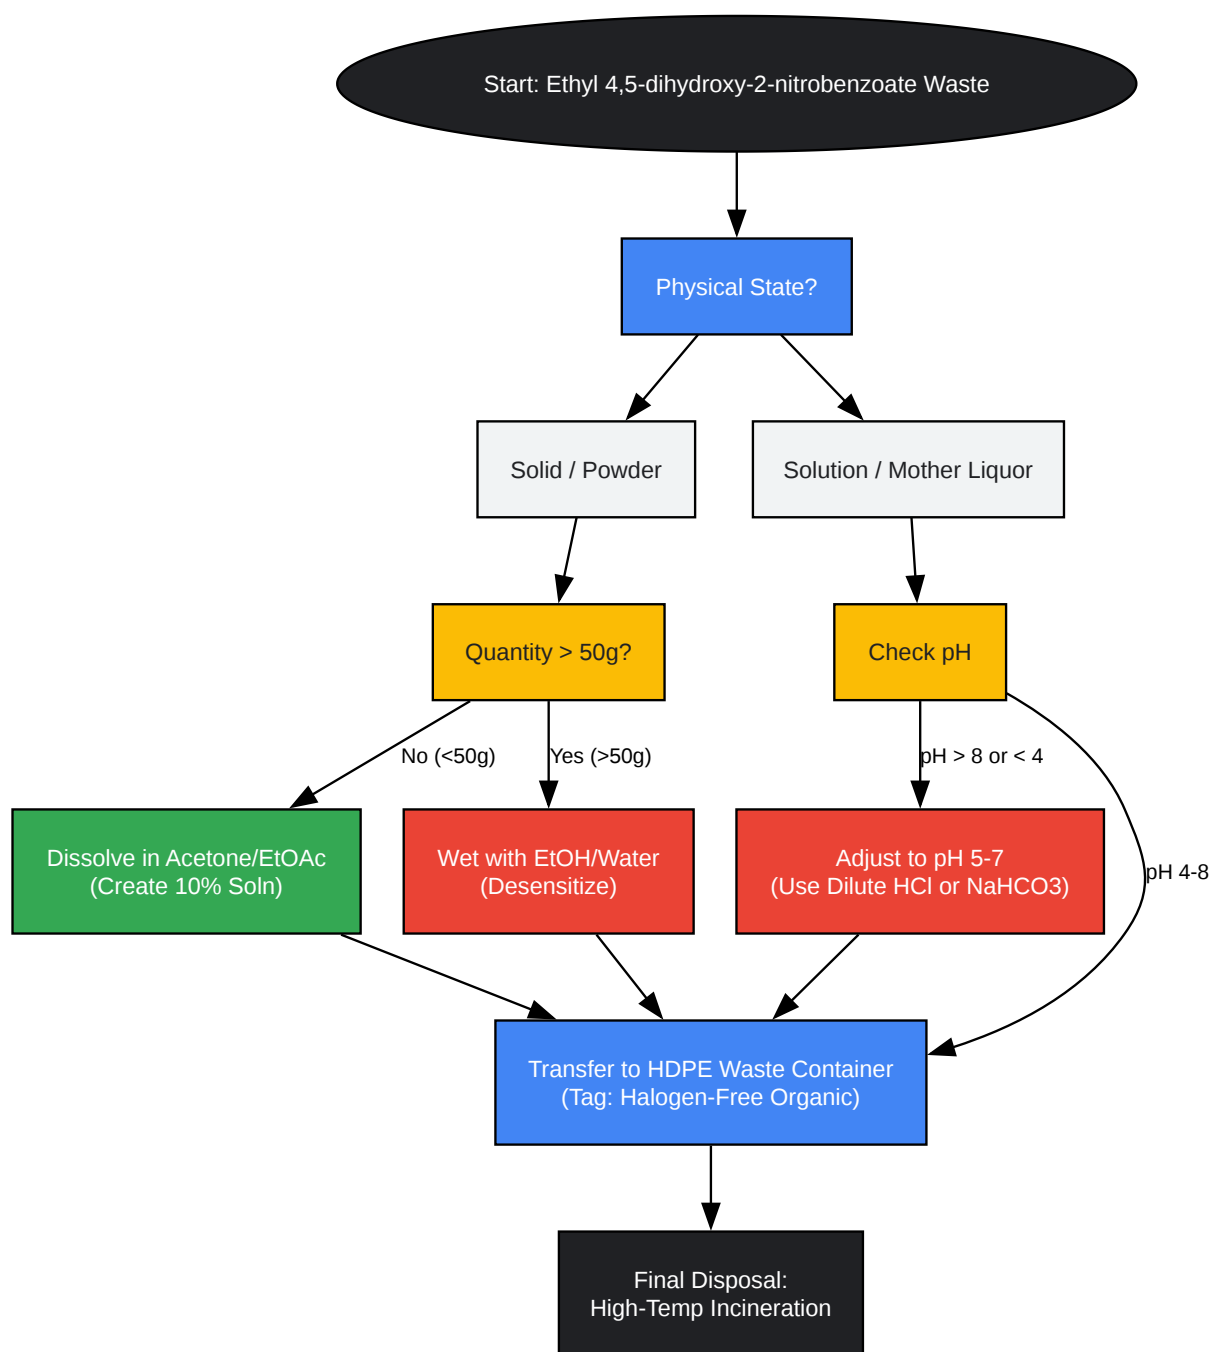 Start: Ethyl 4,5-dihydroxy-2-nitrobenzoate Waste
Physical State?
Solid / Powder
Solution / Mother Liquor
Quantity > 50g?
Check pH
No (<50g)
Yes (>50g)
pH > 8 or < 4
Dissolve in Acetone/EtOAc
(Create 10% Soln)
Wet with EtOH/Water
(Desensitize)
Adjust to pH 5-7
(Use Dilute HCl or NaHCO3)
pH 4-8
Transfer to HDPE Waste Container
(Tag: Halogen-Free Organic)
Final Disposal:
High-Temp Incineration